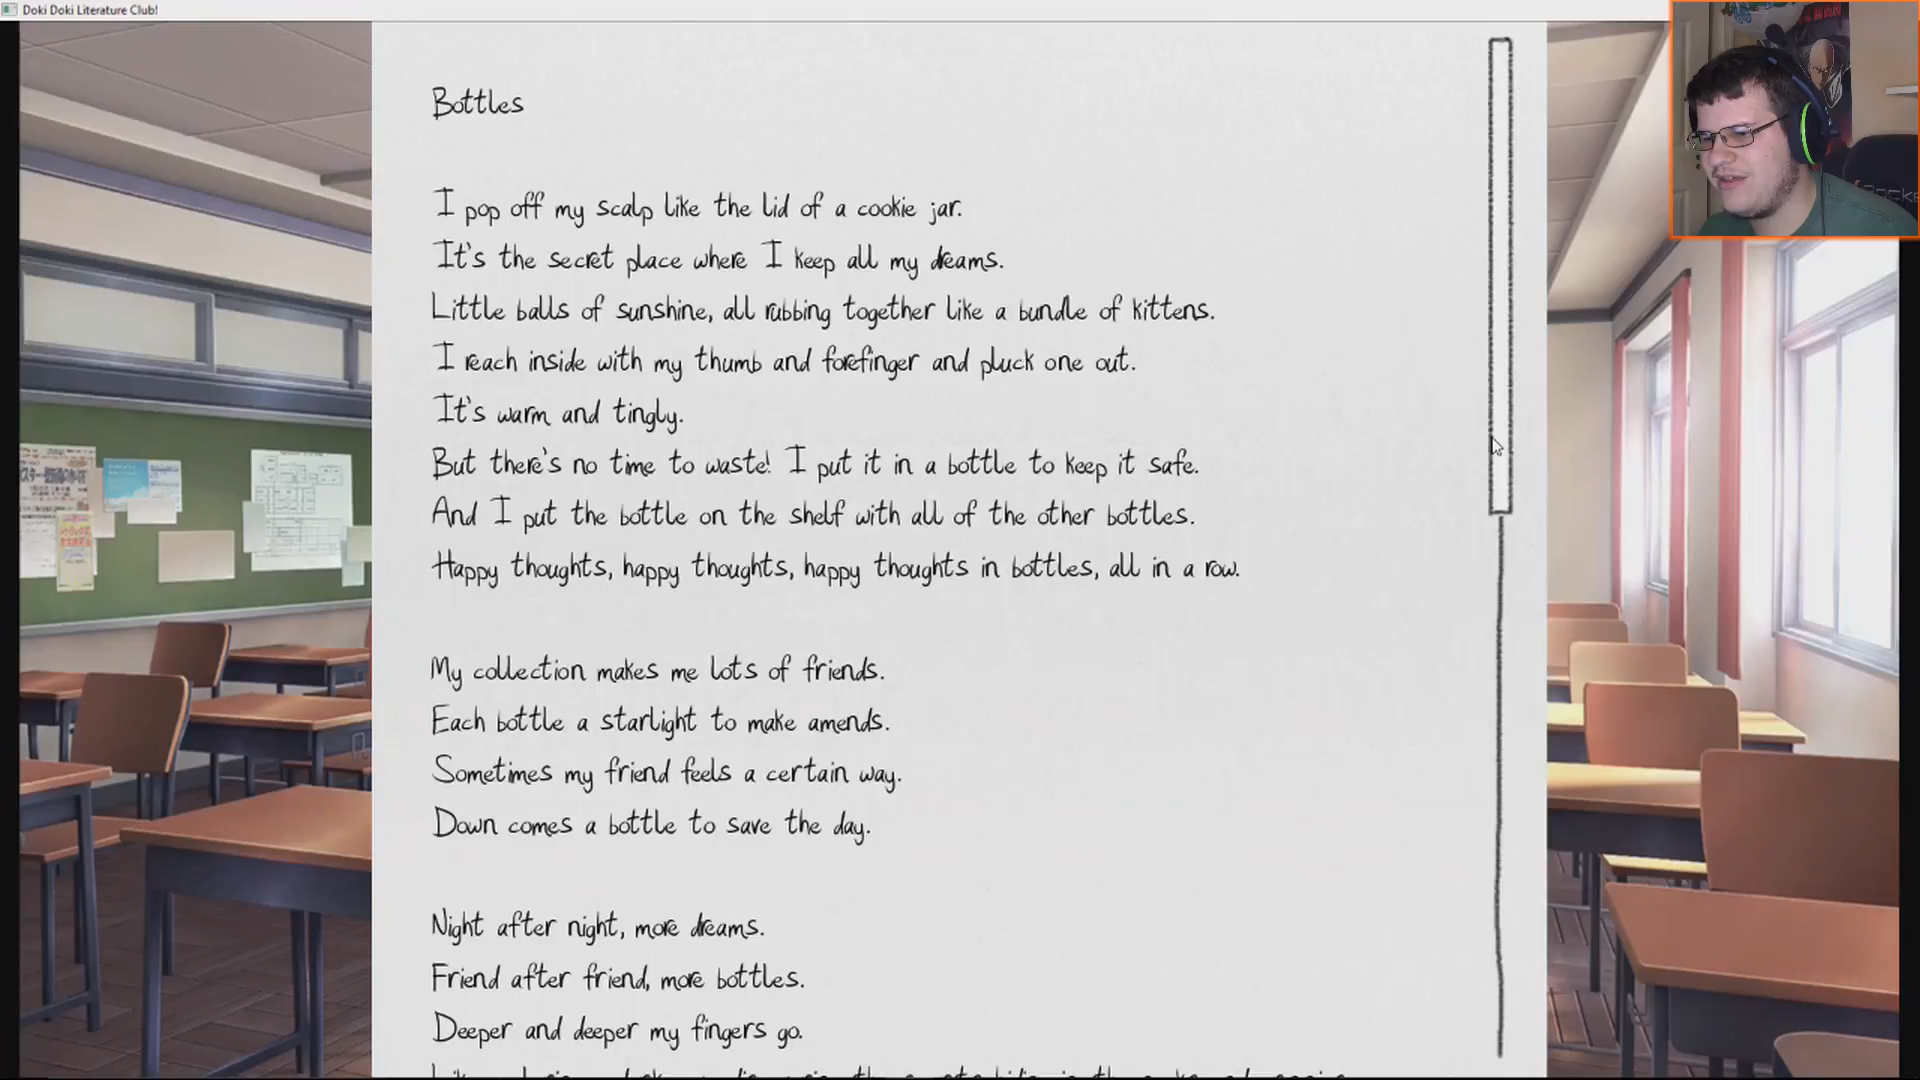 Doki Doki Literature Club!
Bottles
I pop off my scalp like the lid of a cookie jar.
It's the secret place where I keep all my dreams.
Little balls of sunshine, all rubbing together like a bundle of kittens.
I reach inside with my thumb and forefinger and pluck one out.
It's warm and tingly.
But there's no time to waste! I put it in a bottle to keep it safe.
And I put the bottle on the shelf with all of the other bottles.
Happy thoughts, happy thoughts, happy thoughts in bottles, all in a row.
My collection makes me lots of friends.
Each bottle a starlight to make amends.
Sometimes my friend feels a certain way.
Down comes a bottle to save the day.
Night after night, more dreams.
Friend after friend, more bottles.
Deeper and deeper my fingers go.